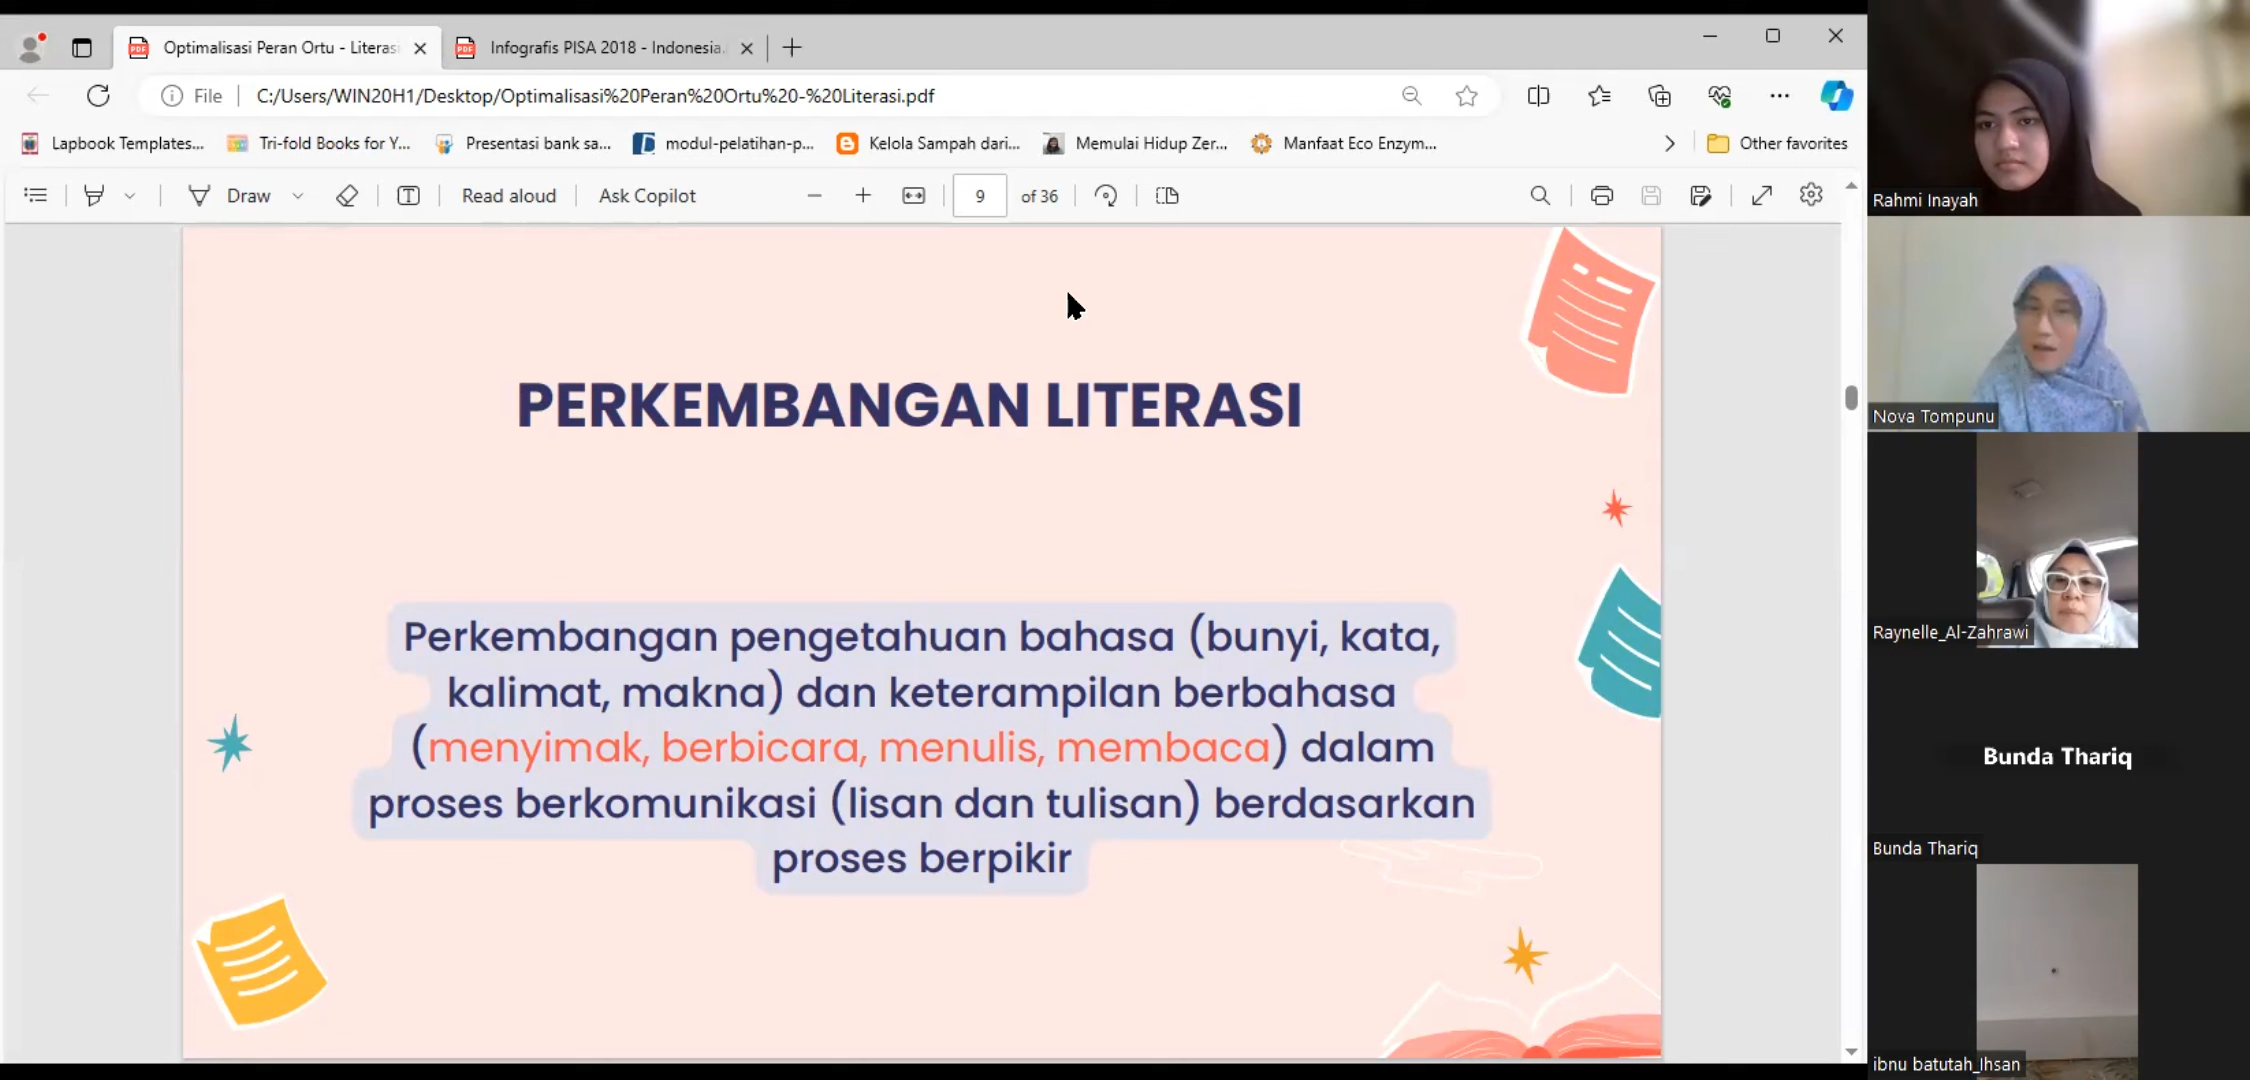 Optimalisasi Peran Ortu - Literasi
Infografis PISA 2018 - Indonesia.
File
C:/Users/WIN20H1/Desktop/Optimalisasi%20Peran%20Ortu%20-%20Literasi.pdf
Lapbook Templates...
Tri-fold Books for Y...
Presentasi bank sa...
modul-pelatihan-p...
Kelola Sampah dari...
Memulai Hidup Zer...
Manfaat Eco Enzym...
Other favorites
Draw
Read aloud
Ask Copilot
9 of 36
PERKEMBANGAN LITERASI
Perkembangan pengetahuan bahasa (bunyi, kata,
kalimat, makna) dan keterampilan berbahasa
(menyimak, berbicara, menulis, membaca) dalam
proses berkomunikasi (lisan dan tulisan) berdasarkan
proses berpikir
Rahmi Inayah
Nova Tompunu
Raynelle_Al-Zahrawi
Bunda Thariq
Bunda Thariq
ibnu batutah_Ihsan